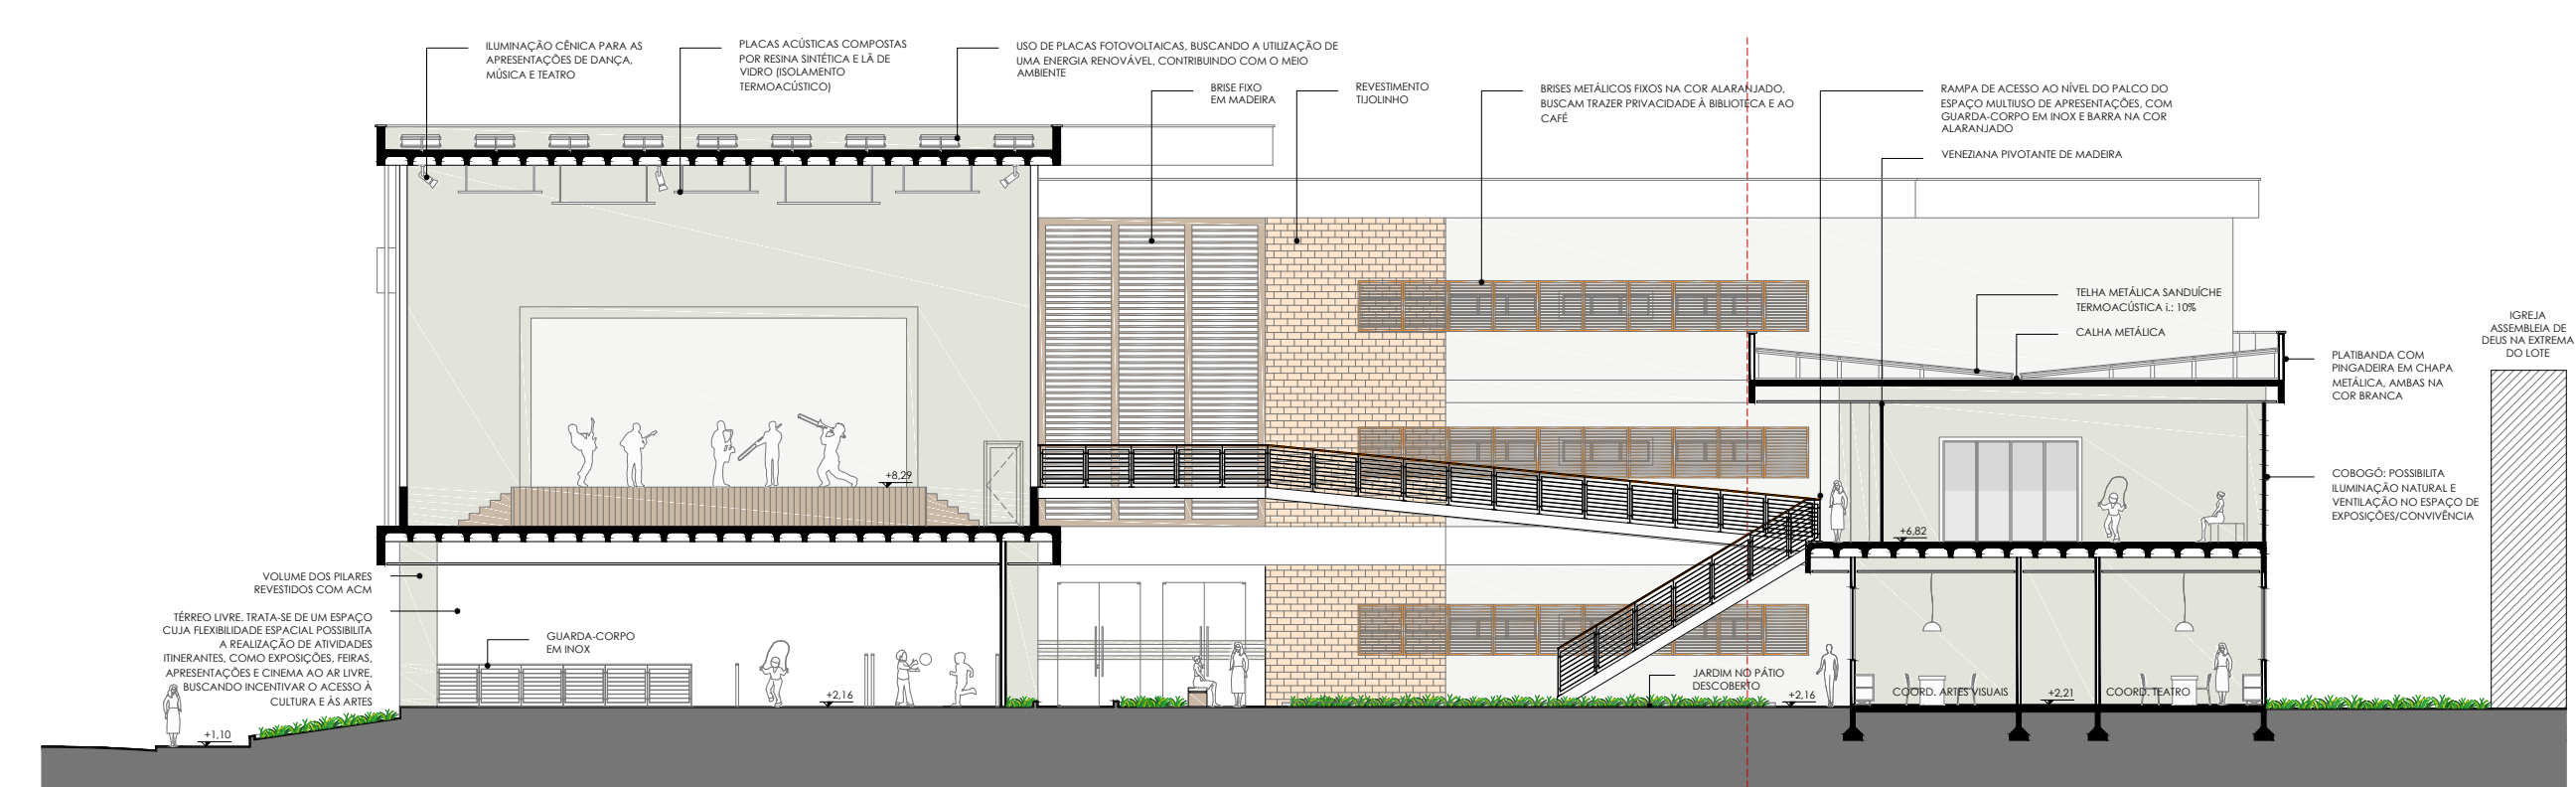 ILUMINAÇÃO CÊNICA PARA AS
APRESENTAÇÕES DE DANÇA,
MÚSICA E TEATRO
PLACAS ACÚSTICAS COMPOSTAS
POR RESINA SINTÉTICA E LÃ DE
VIDRO (ISOLAMENTO
TERMOACÚSTICO)
USO DE PLACAS FOTOVOLTAICAS, BUSCANDO A UTILIZAÇÃO DE
UMA ENERGIA RENOVÁVEL, CONTRIBUINDO COM O MEIO
AMBIENTE
BRISE FIXO
EM MADEIRA
REVESTIMENTO
TIJOLINHO
BRISES METÁLICOS FIXOS NA COR ALARANJADO,
BUSCAM TRAZER PRIVACIDADE À BIBLIOTECA E AO
CAFÉ
RAMPA DE ACESSO AO NÍVEL DO PALCO DO
ESPAÇO MULTIUSO DE APRESENTAÇÕES, COM
GUARDA-CORPO EM INOX E BARRA NA COR
ALARANJADO
VENEZIANA PIVOTANTE DE MADEIRA
TELHA METÁLICA SANDUÍCHE
TERMOACÚSTICA i.: 10%
CALHA METÁLICA
IGREJA
ASSEMBLEIA DE
DEUS NA EXTREMA
DO LOTE
PLATIBANDA COM
PINGADEIRA EM CHAPA
METÁLICA, AMBAS NA
COR BRANCA
COBOGÓ: POSSIBILITA
ILUMINAÇÃO NATURAL E
VENTILAÇÃO NO ESPAÇO DE
EXPOSIÇÕES/CONVIVÊNCIA
+8,29
+6,82
VOLUME DOS PILARES
REVESTIDOS COM ACM
TÉRREO LIVRE. TRATA-SE DE UM ESPAÇO
CUJA FLEXIBILIDADE ESPACIAL POSSIBILITA
A REALIZAÇÃO DE ATIVIDADES
ITINERANTES, COMO EXPOSIÇÕES, FEIRAS,
APRESENTAÇÕES E CINEMA AO AR LIVRE,
BUSCANDO INCENTIVAR O ACESSO À
CULTURA E ÀS ARTES
GUARDA-CORPO
EM INOX
JARDIM NO PÁTIO
DESCOBERTO
+2,16
+2,16
COORD. ARTES VISUAIS
+2,21
COORD. TEATRO
+1,10